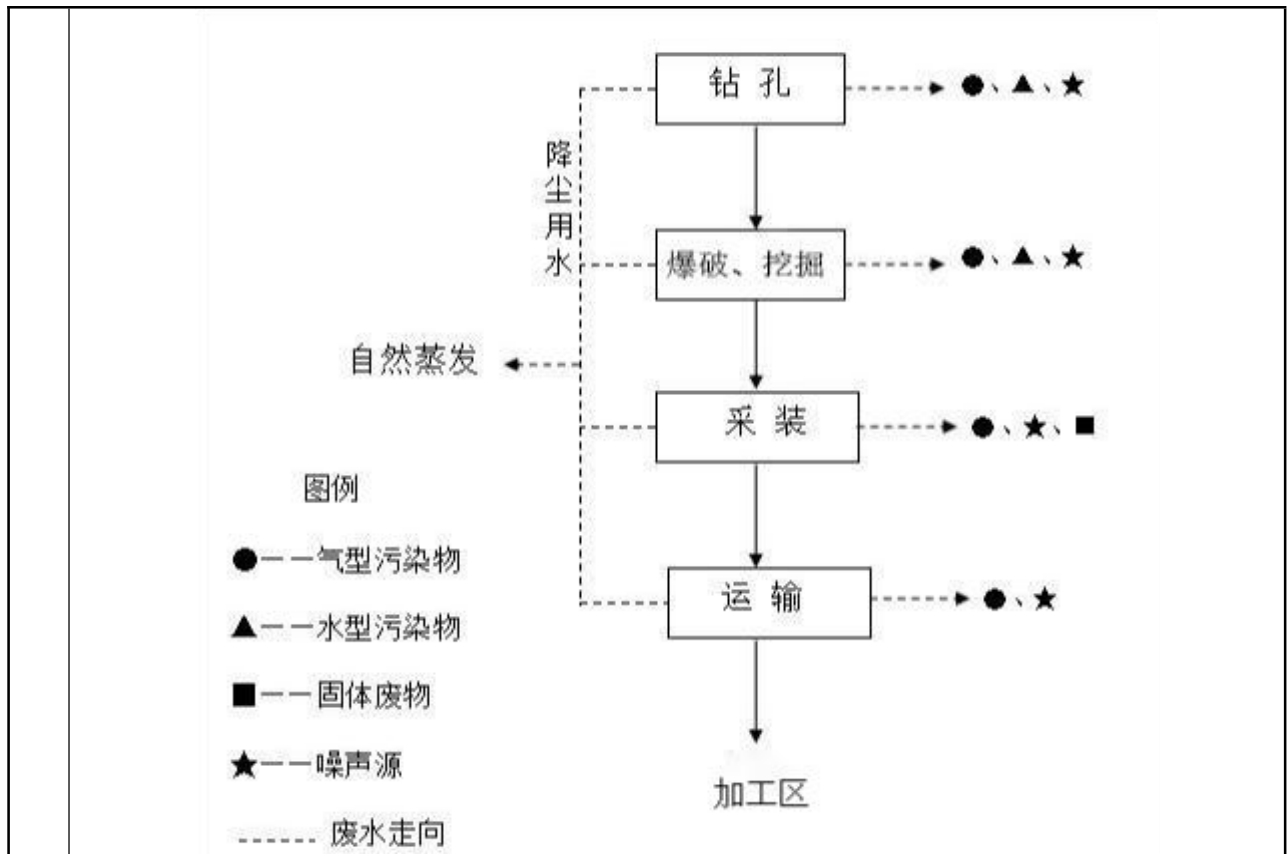 钻 孔
●、▲、★
降尘用水
爆破、挖掘
●、▲、★
自然蒸发
采 装
●、★、■
图例
●——气型污染物
运 输
●、★
▲——水型污染物
■——固体废物
★——噪声源
加工区
------ 废水走向